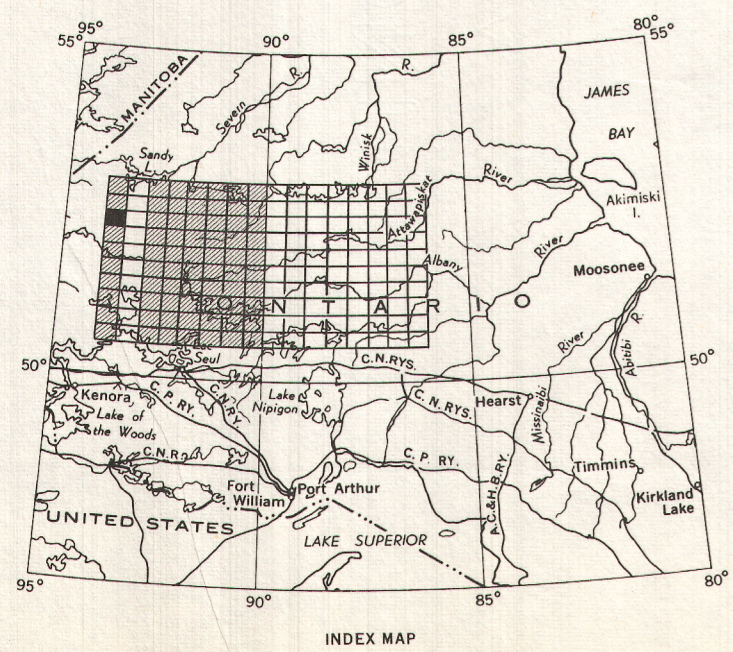 95°
55°
90°
85°
80°
55°
MANITOBA
Severn
R.
R.
JAMES
BAY
Sandy
L.
Winisk
River
Attawapiskat
Akimiski
I.
River
Albany
Moosonee
ONTARIO
Lac
Seul
River
Abitibi
R.
50°
50°
C.N.RYS.
Kenora
C.P.RY.
C.N.RY.
Lake
Nipigon
C.N.RYS.
Hearst
Missinaibi
Lake of
the Woods
C.N.R?
C.P.RY.
Timmins
Fort
William
Port Arthur
A.C.&H.B.RY.
Kirkland
Lake
UNITED STATES
LAKE SUPERIOR
95°
90°
85°
80°
INDEX MAP